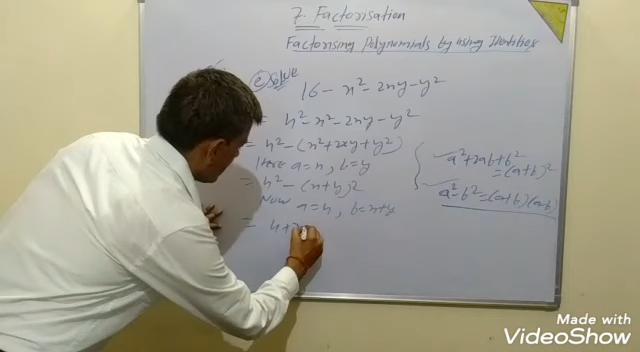 7. Factorisation
Factorising Polynomials by using Identities
e) Solve
16 - x² - 2xy - y²
= 4² - x² - 2xy - y²
= 4² - (x² + 2xy + y²)
Here a = x, b = y
= 4² - (x + y)²
Now a = 4, b = x + y
= 4 + x
a² + 2ab + b²
= (a + b)²
a² - b² = (a + b)(a - b)
Made with
VideoShow